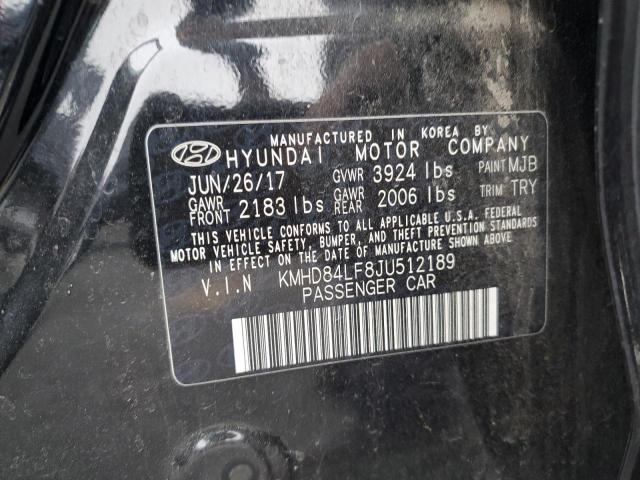 MANUFACTURED IN KOREA BY
HYUNDAI MOTOR COMPANY
JUN/26/17 GVWR 3924 lbs PAINT MJB
GAWR FRONT 2183 lbs GAWR REAR 2006 lbs TRIM TRY
THIS VEHICLE CONFORMS TO ALL APPLICABLE U.S.A. FEDERAL
MOTOR VEHICLE SAFETY, BUMPER, AND THEFT PREVENTION STANDARDS
IN EFFECT ON THE DATE OF MANUFACTURE SHOWN ABOVE.
V.I.N KMHD84LF8JU512189
PASSENGER CAR